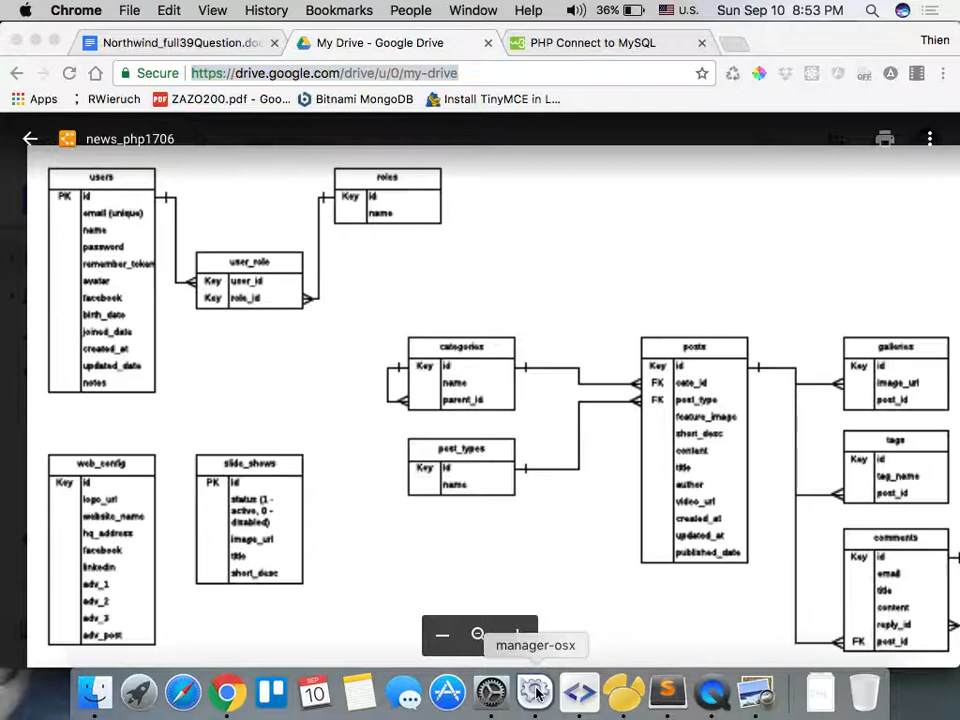 Chrome File Edit View History Bookmarks People Window Help 36% U.S. Sun Sep 10 8:53 PM
Northwind_full39Question.do
My Drive - Google Drive
PHP Connect to MySQL
Thien
Secure https://drive.google.com/drive/u/0/my-drive
OFF
Apps RWieruch PDF ZAZO200.pdf - Goo... Bitnami MongoDB Install TinyMCE in L...
news_php1706
users
PK id
email (unique)
name
password
remember_token
avatar
facebook
birth_date
joined_date
created_at
updated_date
notes
roles
Key id
name
user_role
Key user_id
Key role_id
categories
Key id
name
parent_id
post_types
Key id
name
posts
Key id
FK cate_id
FK post_type
feature_image
short_desc
content
title
author
video_url
created_at
updated_at
published_date
galleries
Key id
image_url
post_id
tags
Key id
tag_name
post_id
comments
Key id
email
title
content
reply_id
FK post_id
web_config
Key id
logo_url
website_name
hq_address
facebook
linkedin
adv_1
adv_2
adv_3
adv_post
slide_shows
PK id
status (1 -
active, 0 -
disabled)
image_url
title
short_desc
manager-osx
SEP
10